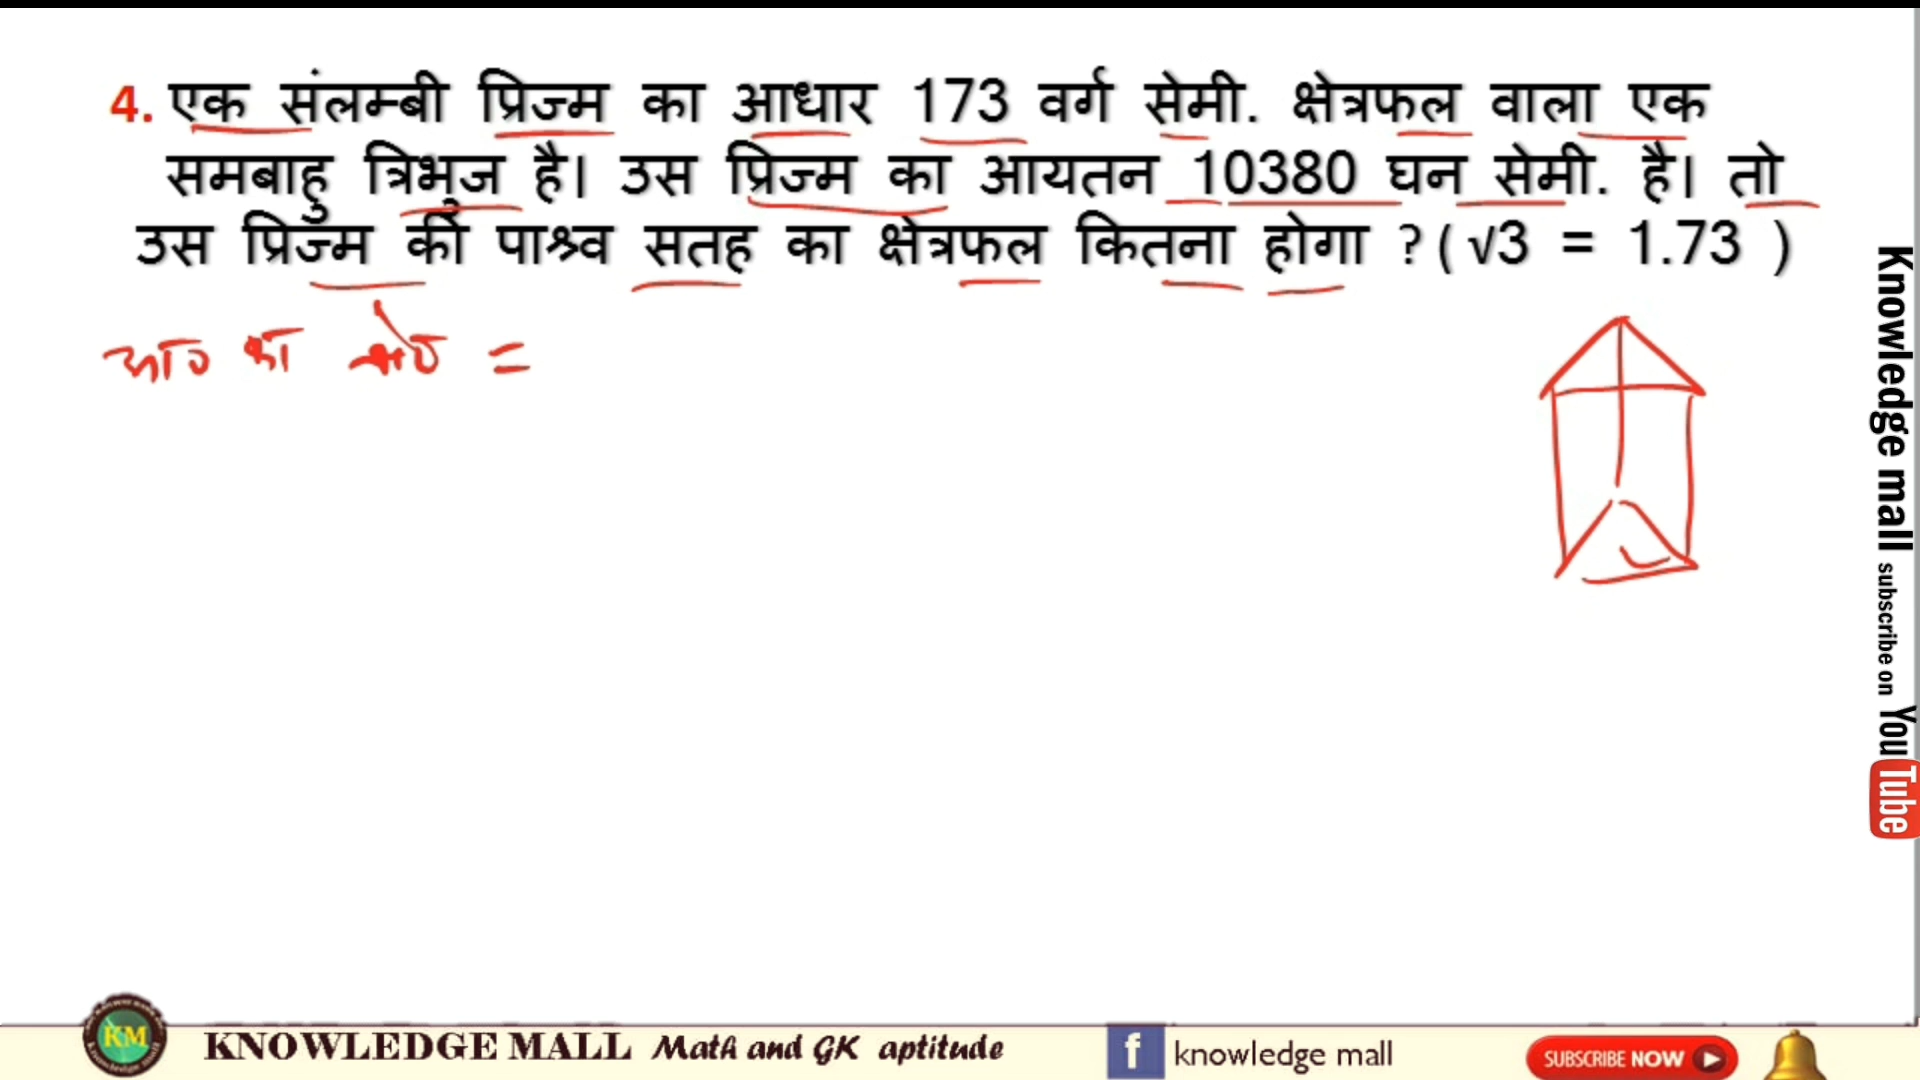 4. एक संलम्बी प्रिज्म का आधार 173 वर्ग सेमी. क्षेत्रफल वाला एक
समबाहु त्रिभुज है। उस प्रिज्म का आयतन 10380 घन सेमी. है। तो
उस प्रिज्म की पाश्र्व सतह का क्षेत्रफल कितना होगा ? ( √3 = 1.73 )
का =
Knowledge mall subscribe on YouTube
KM
KNOWLEDGE MALL Math and GK aptitude
f knowledge mall
SUBSCRIBE NOW